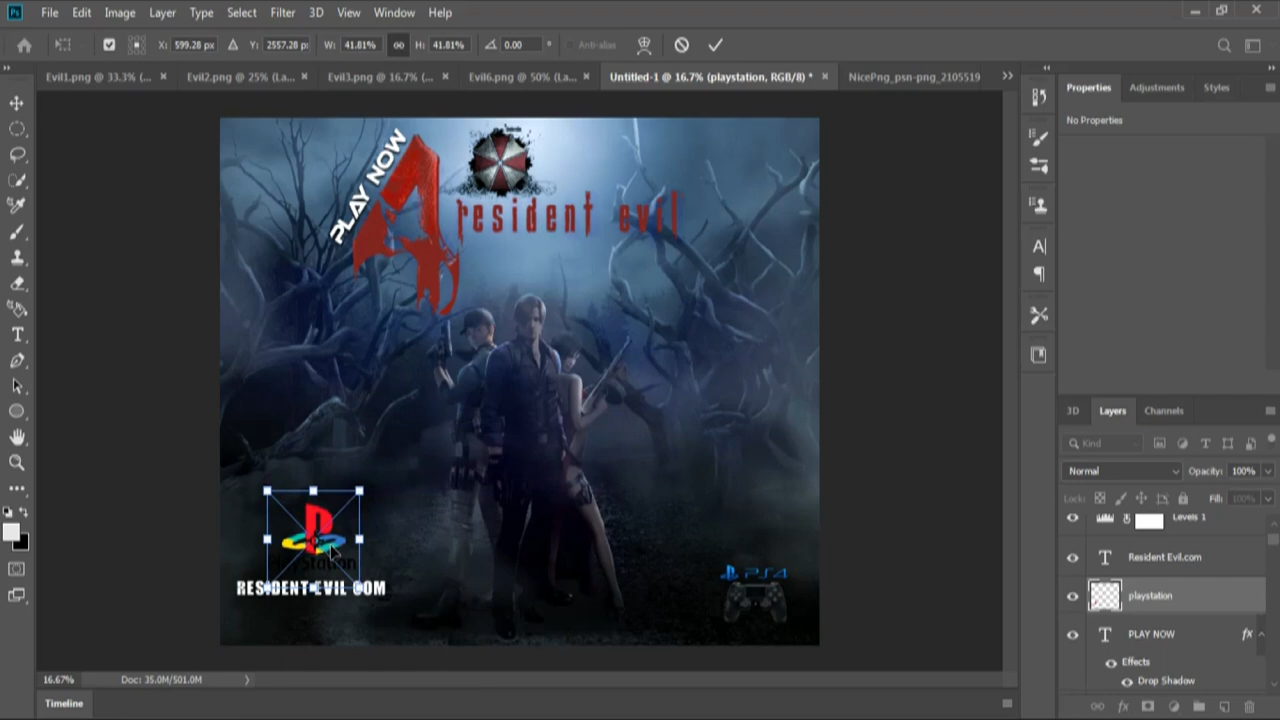 Ps File Edit Image Layer Type Select Filter 3D View Window Help
X: 599.28 px Y: 2557.28 px W: 41.81% H: 41.81% 0.00 ° Anti-alias
Evil1.png @ 33.3% (... × Evil2.png @ 25% (La... × Evil3.png @ 16.7% (... × Evil6.png @ 50% (La... × Untitled-1 @ 16.7% (playstation, RGB/8) * × NicePng_psn-png_2105519
Properties Adjustments Styles
No Properties
PLAY NOW
4
resident evil
PlayStation
RESIDENT EVIL COM
PS4
3D Layers Channels
Kind
Normal Opacity: 100%
Lock: Fill: 100%
Levels 1
T Resident Evil.com
playstation
T PLAY NOW fx
Effects
Drop Shadow
16.67% Doc: 35.0M/501.0M
Timeline